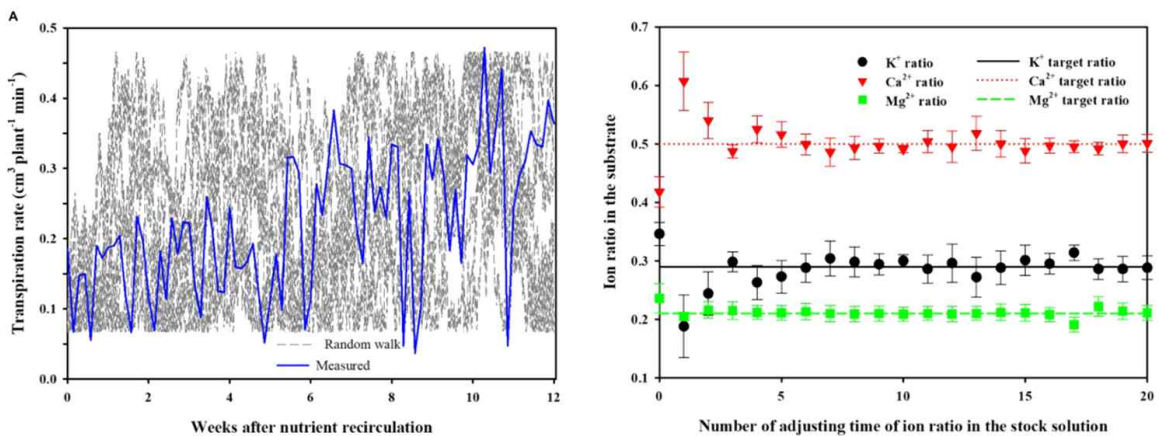 A
Transpiration rate (cm³ plant⁻¹ min⁻¹)
0.5
0.4
0.3
0.2
0.1
0.0
Random walk
Measured
0 2 4 6 8 10 12
Weeks after nutrient recirculation
Ion ratio in the substrate
0.7
0.6
0.5
0.4
0.3
0.2
0.1
K⁺ ratio
Ca²⁺ ratio
Mg²⁺ ratio
K⁺ target ratio
Ca²⁺ target ratio
Mg²⁺ target ratio
0 5 10 15 20
Number of adjusting time of ion ratio in the stock solution